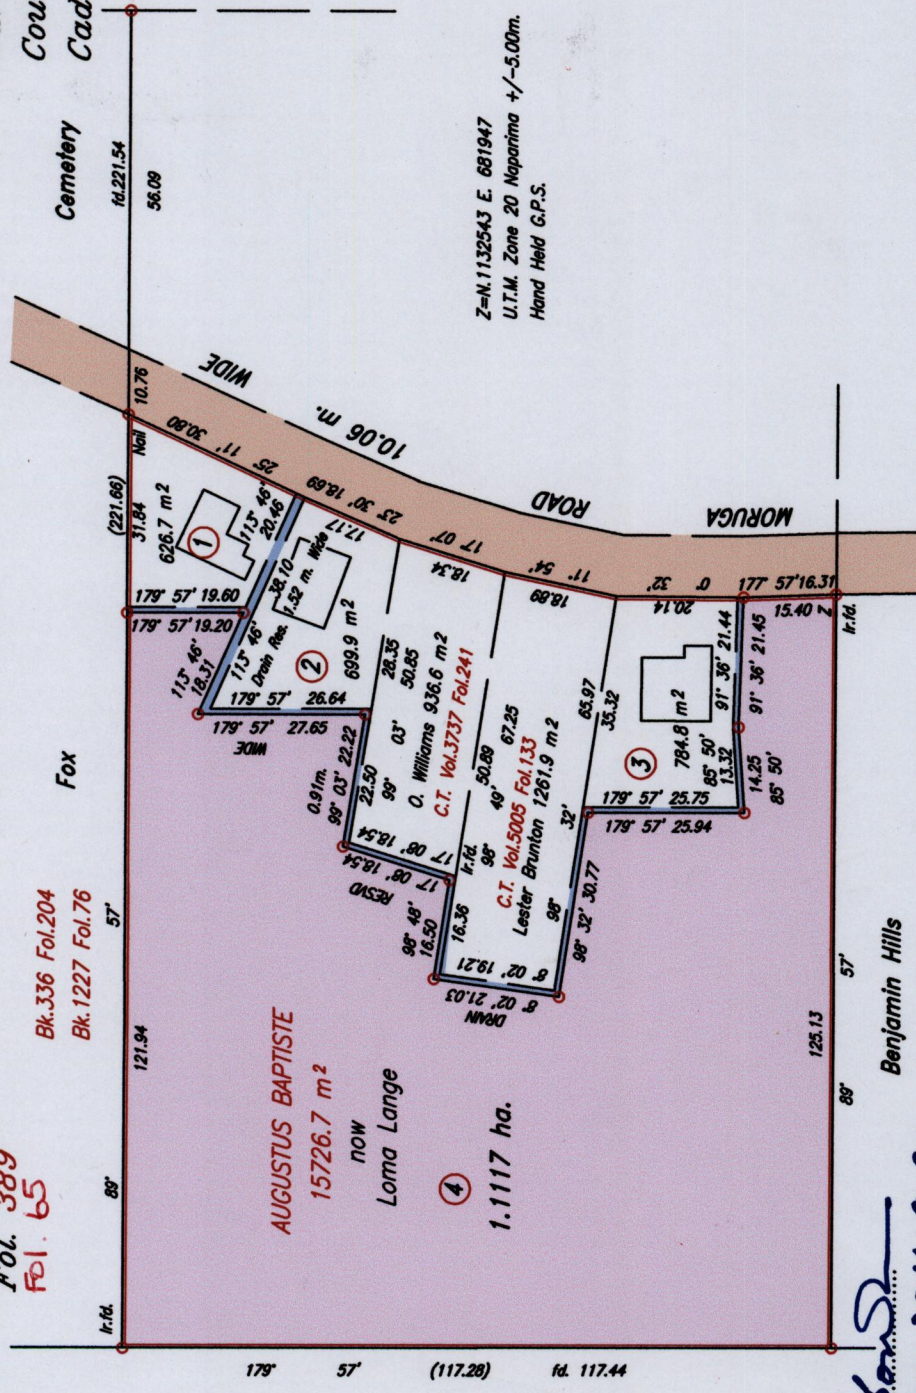 Cou
Cad
Cemetery
fd.221.54
56.09
Fol. 389
Fol. 65
Bk.336 Fol.204
Bk.1227 Fol.76
Fox
Ir.fd.
89°
121.94
57'
(221.66)
31.84
Nail
10.76
626.7 m²
1
30.80
11'
25°
113° 46'
20.46
179° 57' 19.60
179° 57' 19.20
113° 46'
18.31
113° 46'
38.10
Drain Res. 1.52 m. Wide
2
699.9 m²
179° 57' 26.64
179° 57' 27.65
WIDE
17.17
23° 30' 18.69
WIDE
10.06 m.
ROAD
MORUGA
Z=N.1132543 E. 681947
U.T.M. Zone 20 Naparima +/-5.00m.
Hand Held G.P.S.
0.91m.
99° 03' 22.22
22.50
28.35
50.85
99° 03'
O. Williams 936.6 m2
C.T. Vol.3737 Fol.241
18.34
17° 07'
17° 08' 18.54
17° 08' 18.54
RESVD
Ir.fd.
98° 49' 50.89
67.25
C.T. Vol.5005 Fol.133
Lester Brunton 1261.9 m2
18.89
11° 54'
98° 48'
16.50
16.36
8° 02' 19.21
8° 02' 21.03
DRAIN
98° 32' 65.97
35.32
98° 32' 30.77
20.14
0° 32'
3
784.8 m²
179° 57' 25.75
179° 57' 25.94
91° 36' 21.44
91° 36' 21.45
85° 50'
13.32
14.25
85° 50'
177° 57' 16.31
15.40
Z
Ir.fd.
AUGUSTUS BAPTISTE
15726.7 m²
now
Loma Lange
4
1.1117 ha.
125.13
89°
57'
Benjamin Hills
179° 57' (117.28) fd. 117.44